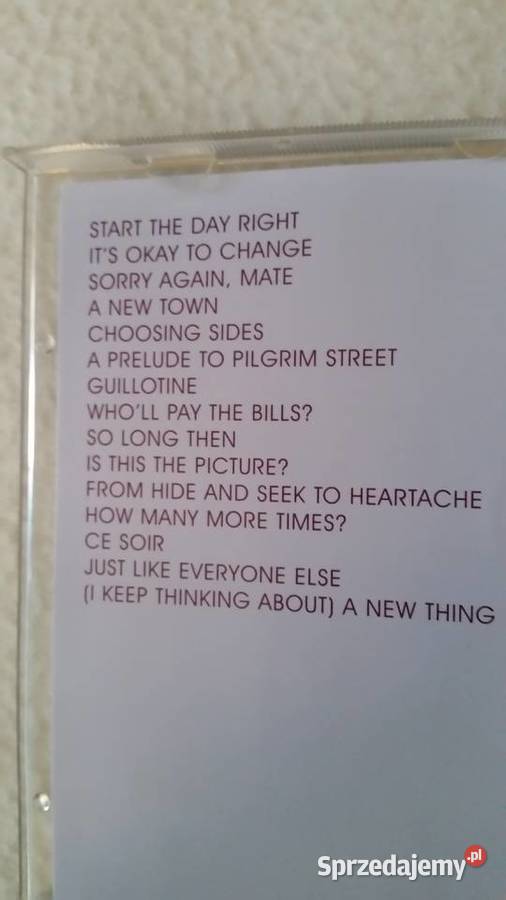 START THE DAY RIGHT
IT'S OKAY TO CHANGE
SORRY AGAIN, MATE
A NEW TOWN
CHOOSING SIDES
A PRELUDE TO PILGRIM STREET
GUILLOTINE
WHO'LL PAY THE BILLS?
SO LONG THEN
IS THIS THE PICTURE?
FROM HIDE AND SEEK TO HEARTACHE
HOW MANY MORE TIMES?
CE SOIR
JUST LIKE EVERYONE ELSE
(I KEEP THINKING ABOUT) A NEW THING
Sprzedajemy.pl